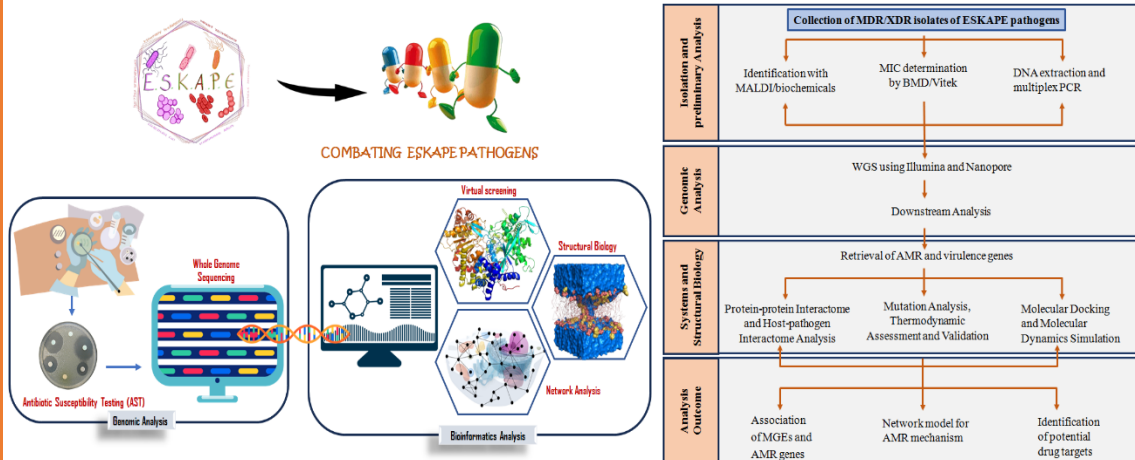 E.S.K.A.P.E
COMBATING ESKAPE PATHOGENS
Whole Genome
Sequencing
Antibiotic Susceptibility Testing (AST)
Genomic Analysis
Virtual screening
Structural Biology
Network Analysis
Bioinformatics Analysis
Isolation and
preliminary Analysis
Collection of MDR/XDR isolates of ESKAPE pathogens
Identification with
MALDI/biochemicals
MIC determination
by BMD/Vitek
DNA extraction and
multiplex PCR
Genomic
Analysis
WGS using Illumina and Nanopore
Downstream Analysis
Systems and
Structural Biology
Retrieval of AMR and virulence genes
Protein-protein Interactome
and Host-pathogen
Interactome Analysis
Mutation Analysis,
Thermodynamic
Assessment and Validation
Molecular Docking
and Molecular
Dynamics Simulation
Analysis
Outcome
Association
of MGEs and
AMR genes
Network model for
AMR mechanism
Identification
of potential
drug targets